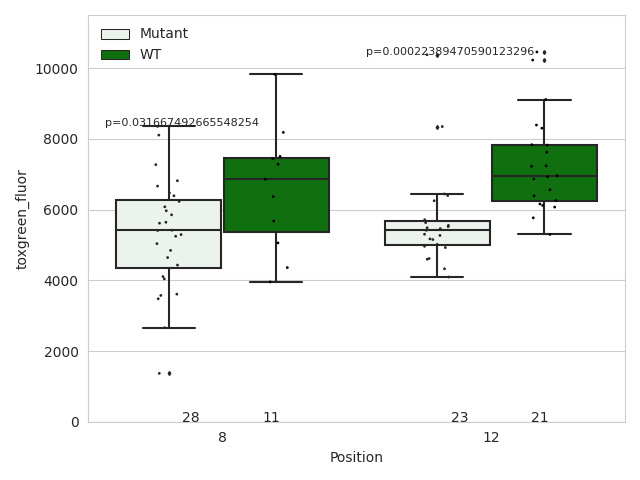 Mutant
WT
p=0.00022389470590123296
p=0.031667492665548254
10000
8000
6000
4000
2000
0
toxgreen_fluor
28 11 23 21
8 12
Position